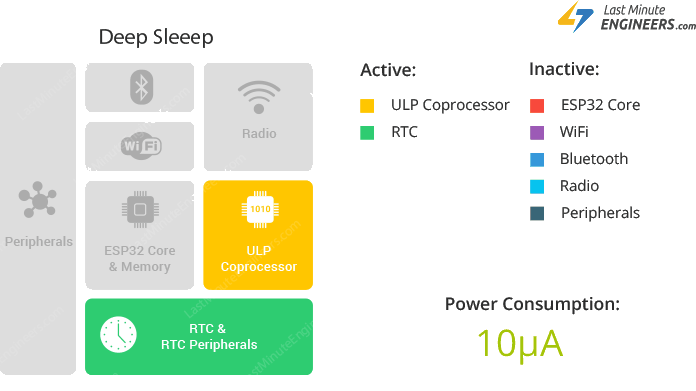 Last Minute
ENGINEERS.com
Deep Sleeep
Peripherals
WiFi
Radio
ESP32 Core
& Memory
1010
ULP
Coprocessor
RTC &
RTC Peripherals
Active:
ULP Coprocessor
RTC
Inactive:
ESP32 Core
WiFi
Bluetooth
Radio
Peripherals
Power Consumption:
10µA